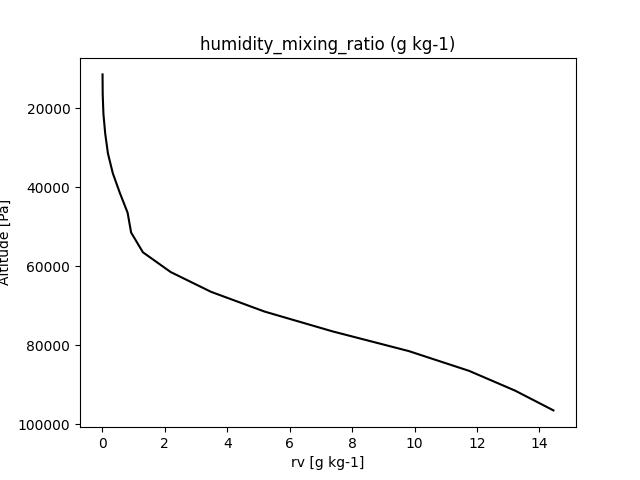 humidity_mixing_ratio (g kg-1)
Altitude [Pa]
20000
40000
60000
80000
100000
0 2 4 6 8 10 12 14
rv [g kg-1]